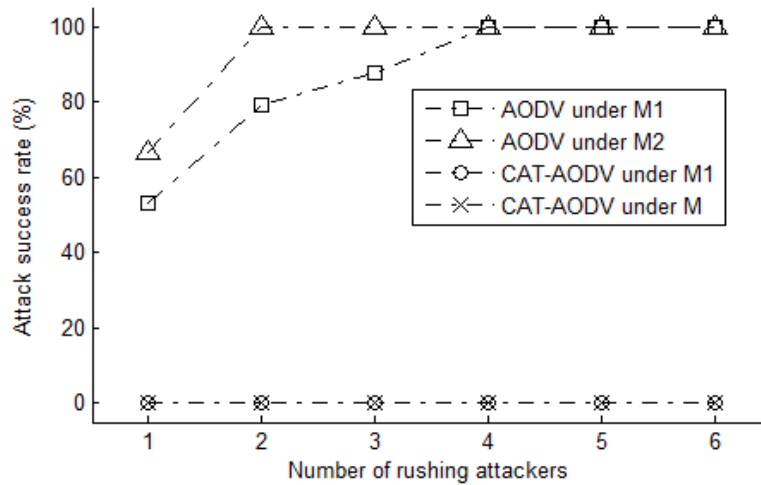 Attack success rate (%)
100
80
60
40
20
0
AODV under M1
AODV under M2
CAT-AODV under M1
CAT-AODV under M
1 2 3 4 5 6
Number of rushing attackers